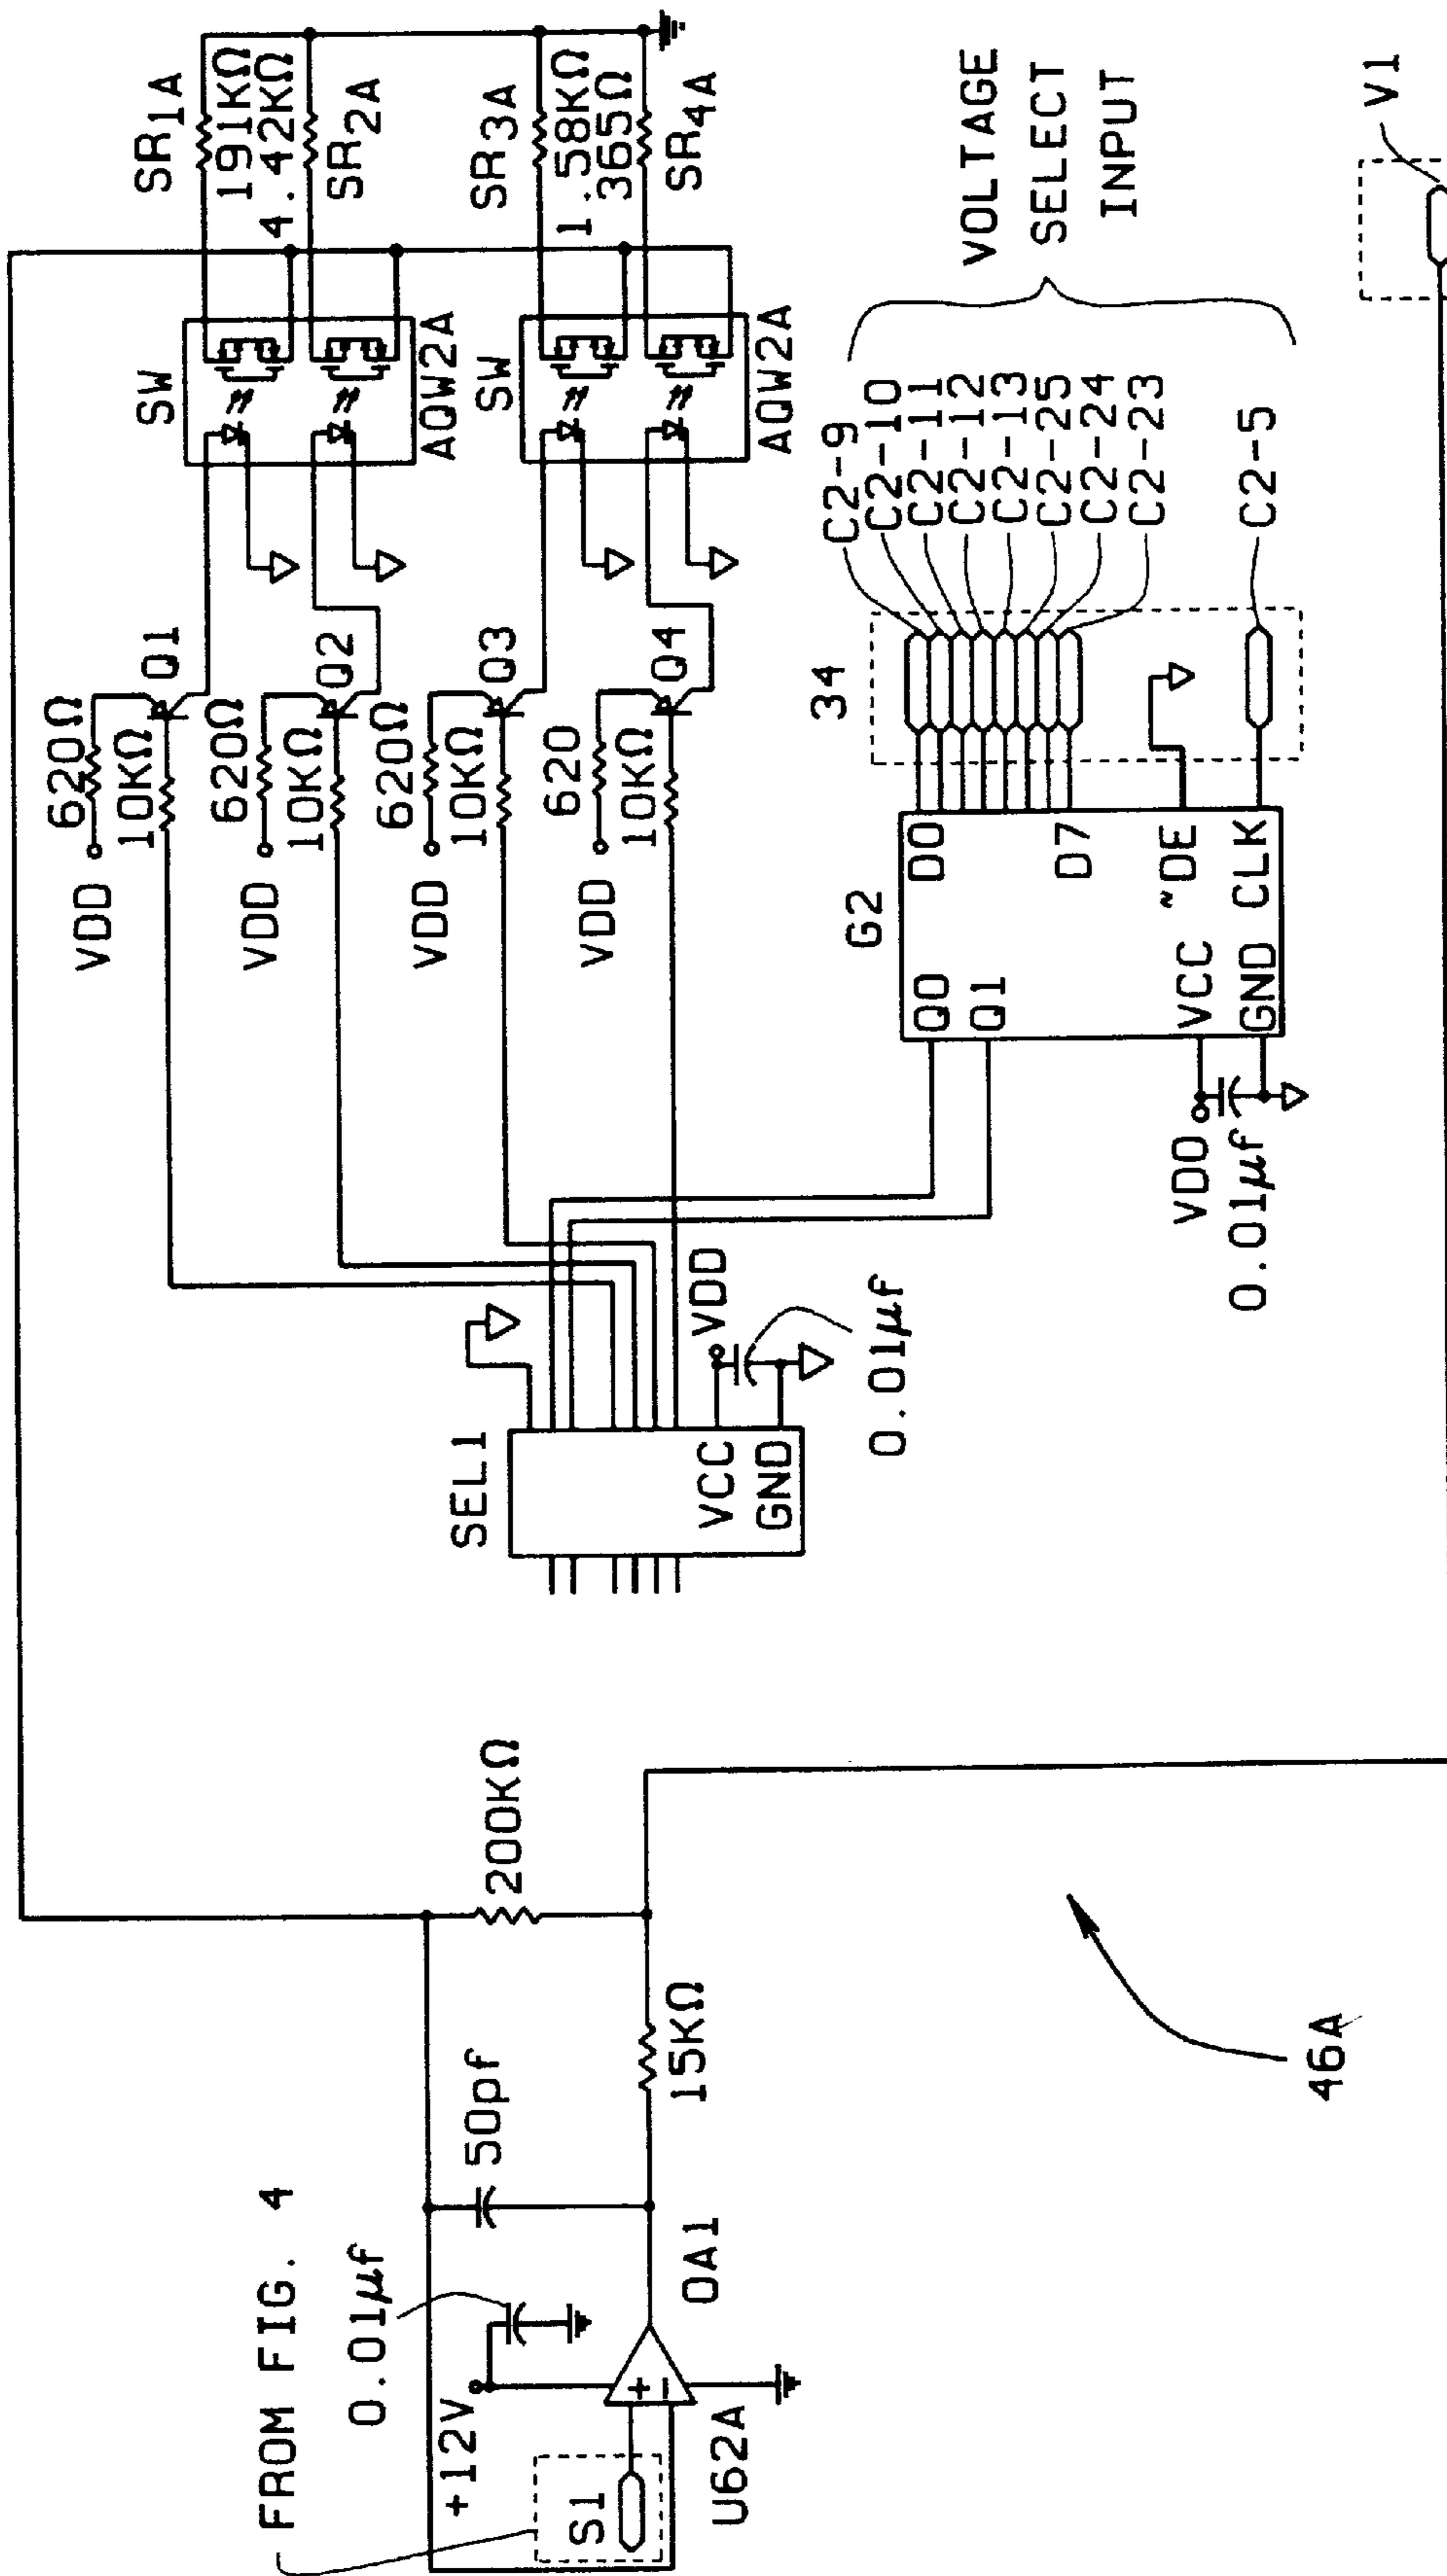 FROM FIG. 4
0.01µf
+12V
S1
U62A
+
−
OA1
50pf
15KΩ
200KΩ
46A
SEL1
VCC
GND
VDD
0.01µf
VDD
620Ω
10KΩ
Q1
VDD
620Ω
10KΩ
Q2
VDD
620Ω
10KΩ
Q3
VDD
620
10KΩ
Q4
SW
AQW2A
SW
AQW2A
SR1A
191KΩ
4.42KΩ
SR2A
SR3A
1.58KΩ
365Ω
SR4A
G2
Q0
Q1
VCC
GND
D0
D7
~DE
CLK
VDO
0.01µf
34
C2-9
C2-10
C2-11
C2-12
C2-13
C2-25
C2-24
C2-23
C2-5
VOLTAGE
SELECT
INPUT
V1